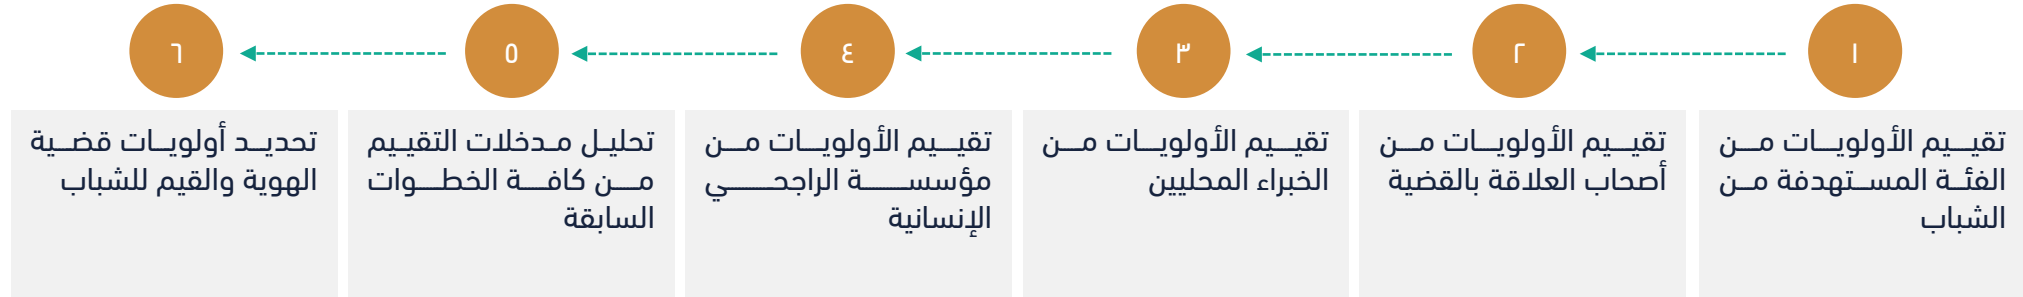 ١
تقييم الأولويات من
الفئة المستهدفة من
الشباب
٢
تقييم الأولويات من
أصحاب العلاقة بالقضية
٣
تقييم الأولويات من
الخبراء المحليين
٤
تقييم الأولويات من
مؤسسة الراجحي
الإنسانية
٥
تحليل مدخلات التقييم
من كافة الخطوات
السابقة
٦
تحديد أولويات قضية
الهوية والقيم للشباب